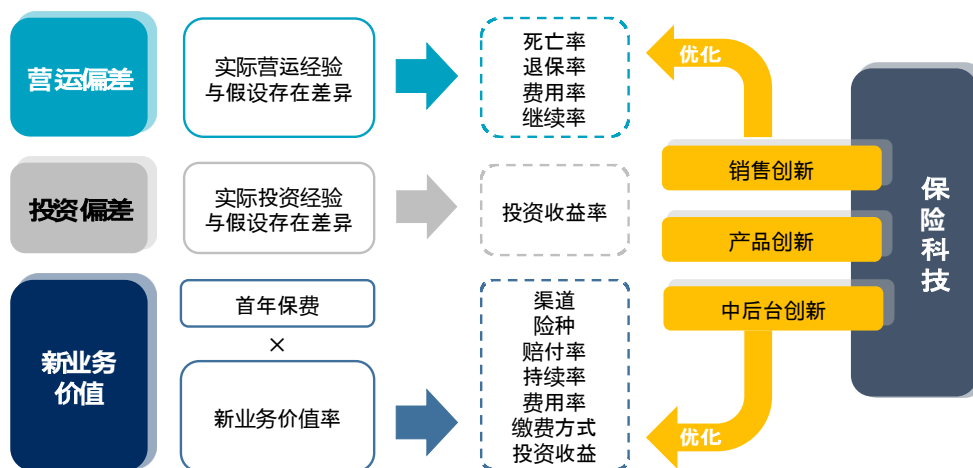 营运偏差
实际营运经验
与假设存在差异
死亡率
退保率
费用率
继续率
优化
投资偏差
实际投资经验
与假设存在差异
投资收益率
新业务
价值
首年保费
×
新业务价值率
渠道
险种
赔付率
持续率
费用率
缴费方式
投资收益
优化
销售创新
产品创新
中后台创新
保
险
科
技